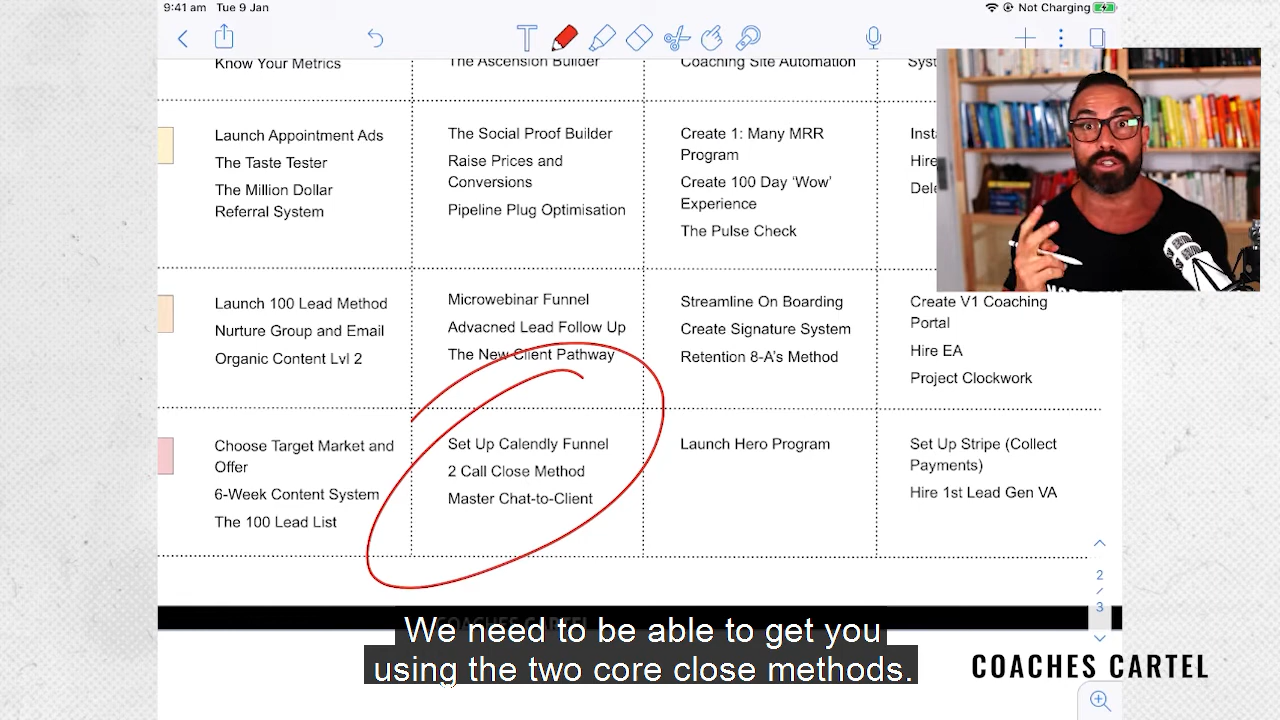 9:41 am Tue 9 Jan
Not Charging
T
Know Your Metrics
The Ascension Builder
Coaching Site Automation
Syst
Launch Appointment Ads
The Taste Tester
The Million Dollar
Referral System
The Social Proof Builder
Raise Prices and
Conversions
Pipeline Plug Optimisation
Create 1: Many MRR
Program
Create 100 Day ‘Wow’
Experience
The Pulse Check
Insta
Hire
Dele
Launch 100 Lead Method
Nurture Group and Email
Organic Content Lvl 2
Microwebinar Funnel
Advacned Lead Follow Up
The New Client Pathway
Streamline On Boarding
Create Signature System
Retention 8-A’s Method
Create V1 Coaching
Portal
Hire EA
Project Clockwork
Choose Target Market and
Offer
6-Week Content System
The 100 Lead List
Set Up Calendly Funnel
2 Call Close Method
Master Chat-to-Client
Launch Hero Program
Set Up Stripe (Collect
Payments)
Hire 1st Lead Gen VA
2
/
3
We need to be able to get you
using the two core close methods.
COACHES CARTEL